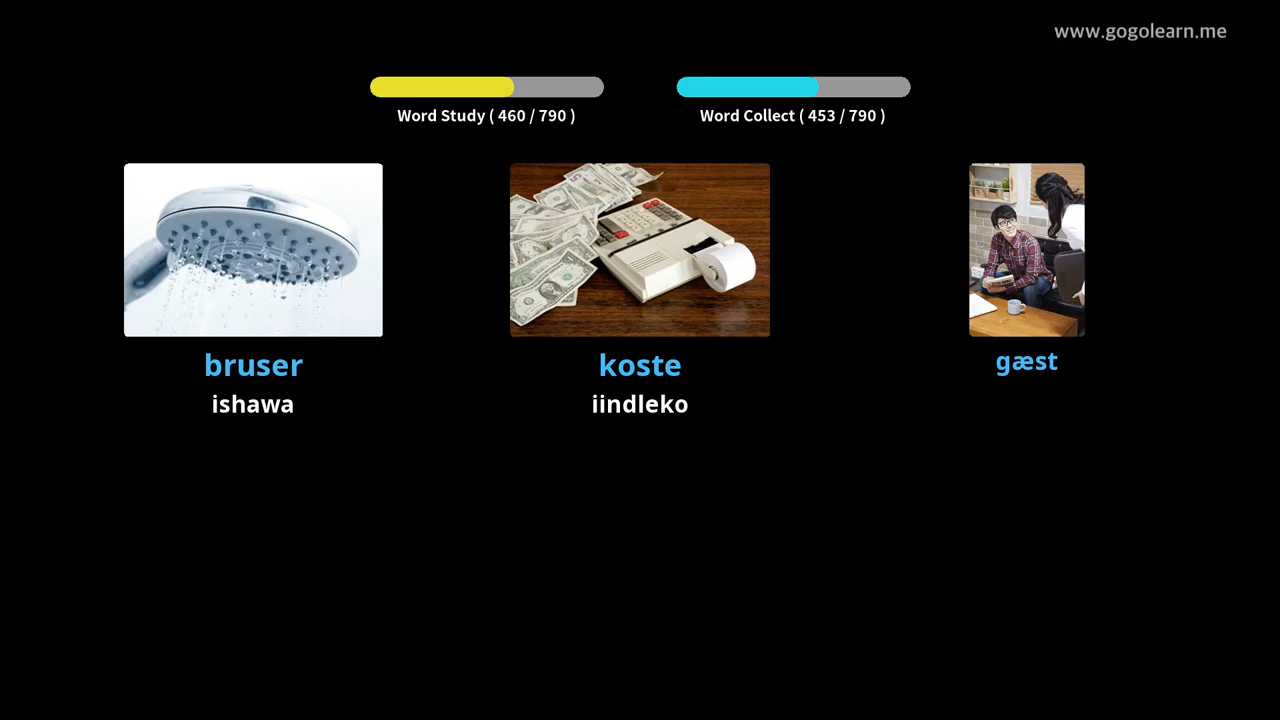 www.gogolearn.me
Word Study ( 460 / 790 )
Word Collect ( 453 / 790 )
bruser
koste
gæst
ishawa
iindleko